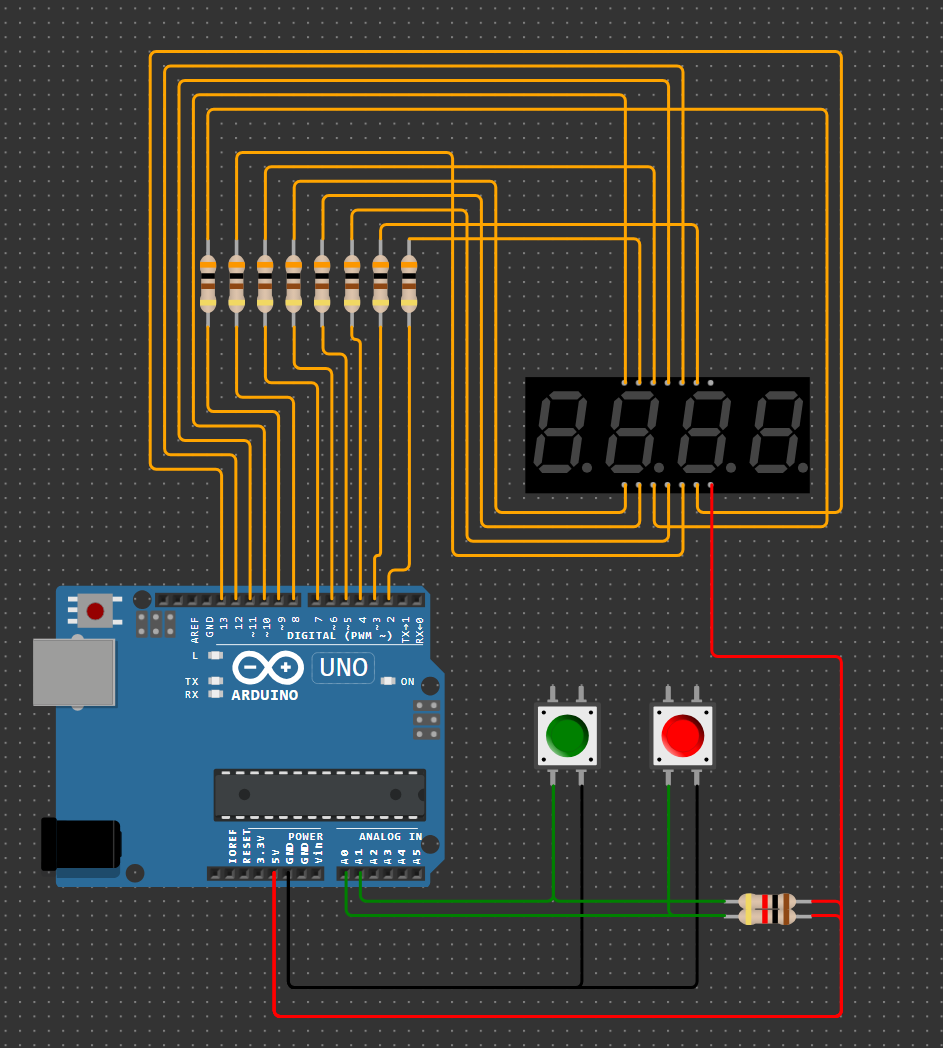 AREF
GND
13
12
~11
~10
~9
8
7
~6
~5
4
~3
2
TX→1
RX←0
DIGITAL (PWM ~)
L
TX
RX
UNO
ON
ARDUINO
POWER
ANALOG IN
IOREF
RESET
3.3V
5V
GND
GND
Vin
A0
A1
A2
A3
A4
A5